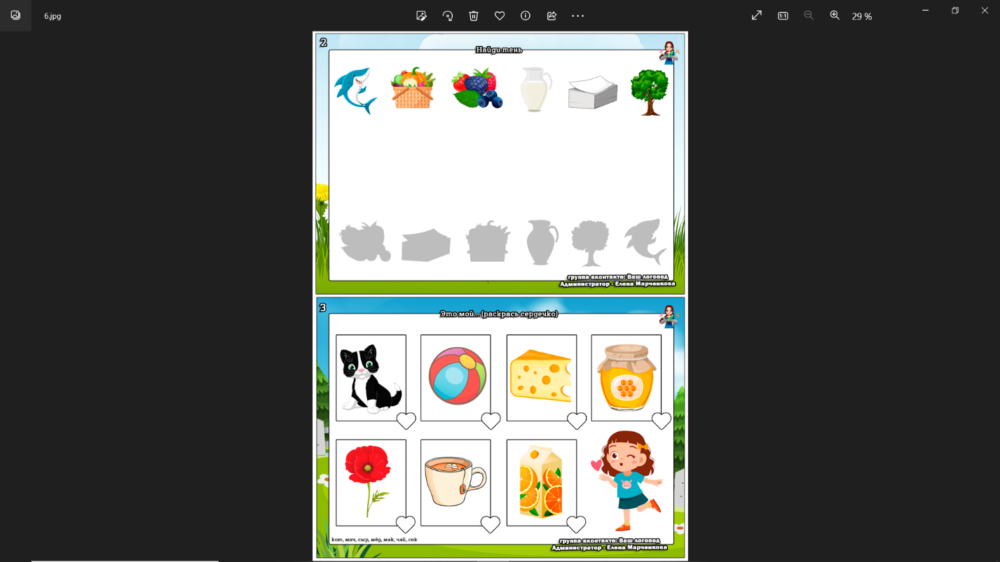 6.jpg
29 %
2
Найди тень
группа вконтакте: Ваш логопед
Администратор - Елена Марченкова
3
Это мой... (раскрась сердечко)
кот, мяч, сыр, мёд, мак, чай, сок
группа вконтакте: Ваш логопед
Администратор - Елена Марченкова